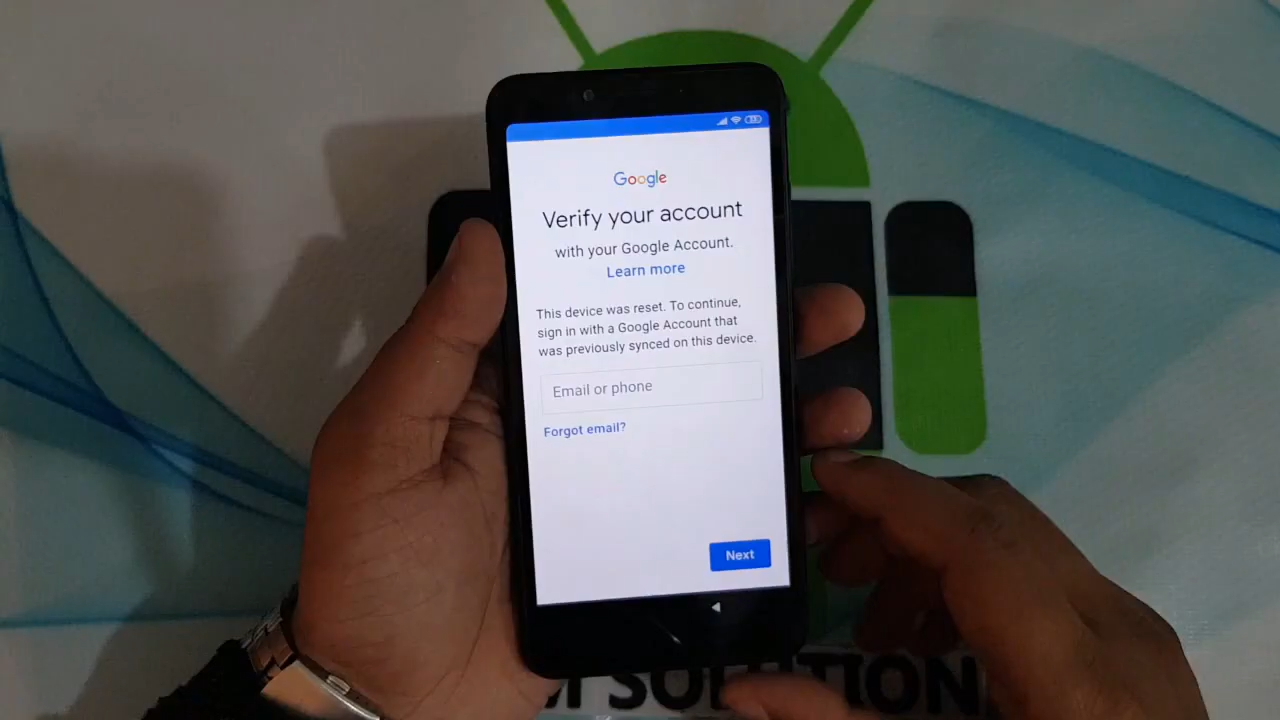 Google
Verify your account
with your Google Account.
Learn more
This device was reset. To continue,
sign in with a Google Account that
was previously synced on this device.
Email or phone
Forgot email?
Next
M SOLUTION